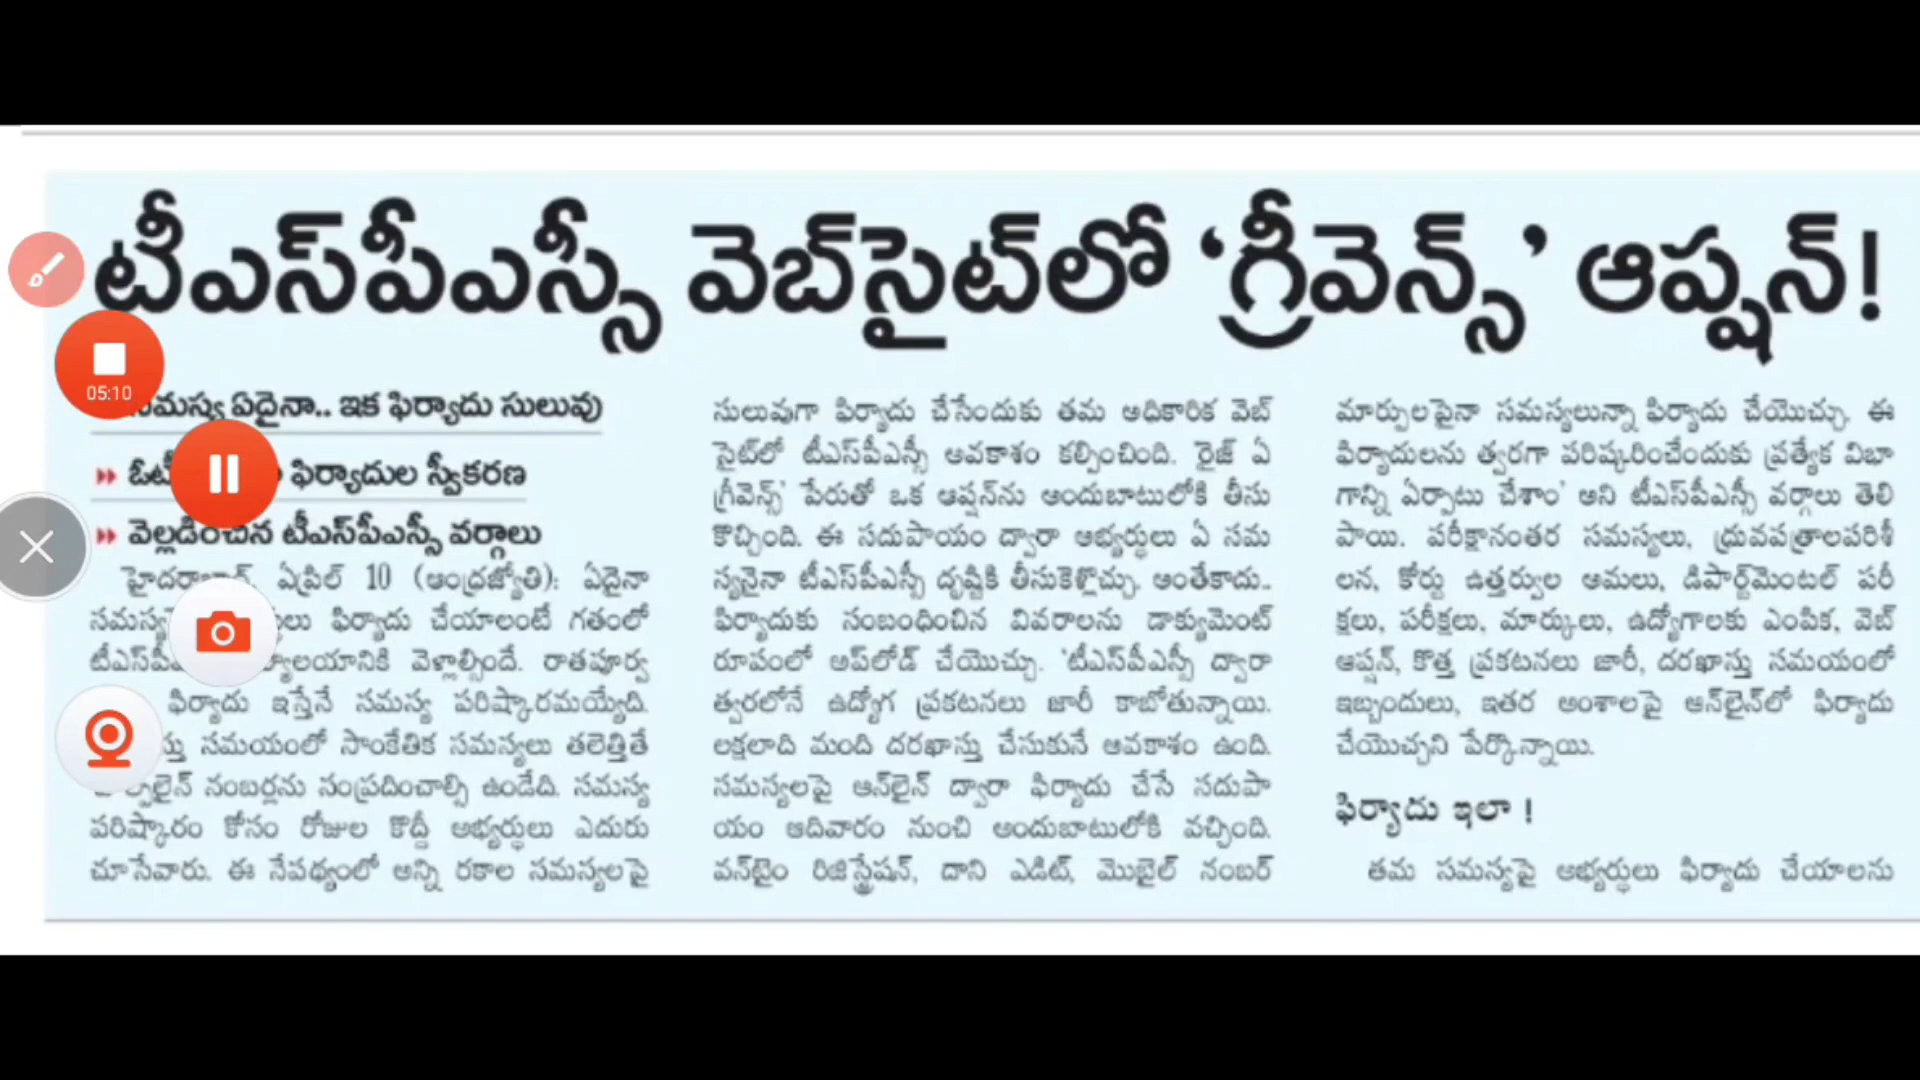 టీఎస్‌పీఎస్సీ వెబ్‌సైట్‌లో ‘గ్రీవెన్స్’ ఆప్షన్!
05:10
సమస్య ఏదైనా.. ఇక ఫిర్యాదు సులువు
ఫిర్యాదుల స్వీకరణ
వెల్లడించిన టీఎస్‌పీఎస్సీ వర్గాలు
హైదరాబాద్, ఏప్రిల్ 10 (ఆంధ్రజ్యోతి): ఏదైనా
ఫిర్యాదు చేయాలంటే గతంలో
వెళ్లాల్సిందే. రాతపూర్వ
ఫిర్యాదు ఇస్తేనే సమస్య పరిష్కారమయ్యేది.
సమయంలో సాంకేతిక సమస్యలు తలెత్తితే
నంబర్లను సంప్రదించాల్సి ఉండేది. సమస్య
పరిష్కారం కోసం రోజుల కొద్దీ అభ్యర్థులు ఎదురు
చూసేవారు. ఈ నేపథ్యంలో అన్ని రకాల సమస్యలపై
సులువుగా ఫిర్యాదు చేసేందుకు తమ అధికారిక వెబ్
సైట్‌లో టీఎస్‌పీఎస్సీ అవకాశం కల్పించింది. ‘రైజ్ ఏ
గ్రీవెన్స్’ పేరుతో ఒక ఆప్షన్‌ను అందుబాటులోకి తీసు
కొచ్చింది. ఈ సదుపాయం ద్వారా అభ్యర్థులు ఏ సమ
స్యనైనా టీఎస్‌పీఎస్సీ దృష్టికి తీసుకెళ్లొచ్చు. అంతేకాదు..
ఫిర్యాదుకు సంబంధించిన వివరాలను డాక్యుమెంట్
రూపంలో అప్‌లోడ్ చేయొచ్చు. ‘టీఎస్‌పీఎస్సీ ద్వారా
త్వరలోనే ఉద్యోగ ప్రకటనలు జారీ కాబోతున్నాయి.
లక్షలాది మంది దరఖాస్తు చేసుకునే అవకాశం ఉంది.
సమస్యలపై ఆన్‌లైన్ ద్వారా ఫిర్యాదు చేసే సదుపా
యం ఆదివారం నుంచి అందుబాటులోకి వచ్చింది.
వన్‌టైం రిజిస్ట్రేషన్, దాని ఎడిట్, మొబైల్ నంబర్
మార్పులపైనా సమస్యలున్నా ఫిర్యాదు చేయొచ్చు. ఈ
ఫిర్యాదులను త్వరగా పరిష్కరించేందుకు ప్రత్యేక విభా
గాన్ని ఏర్పాటు చేశాం’ అని టీఎస్‌పీఎస్సీ వర్గాలు తెలి
పాయి. పరీక్షానంతర సమస్యలు, ధ్రువపత్రాలపరిశీ
లన, కోర్టు ఉత్తర్వుల అమలు, డిపార్ట్‌మెంటల్ పరీ
క్షలు, పరీక్షలు, మార్కులు, ఉద్యోగాలకు ఎంపిక, వెబ్
ఆప్షన్, కొత్త ప్రకటనలు జారీ, దరఖాస్తు సమయంలో
ఇబ్బందులు, ఇతర అంశాలపై ఆన్‌లైన్‌లో ఫిర్యాదు
చేయొచ్చని పేర్కొన్నాయి.
ఫిర్యాదు ఇలా !
తమ సమస్యపై అభ్యర్థులు ఫిర్యాదు చేయాలను